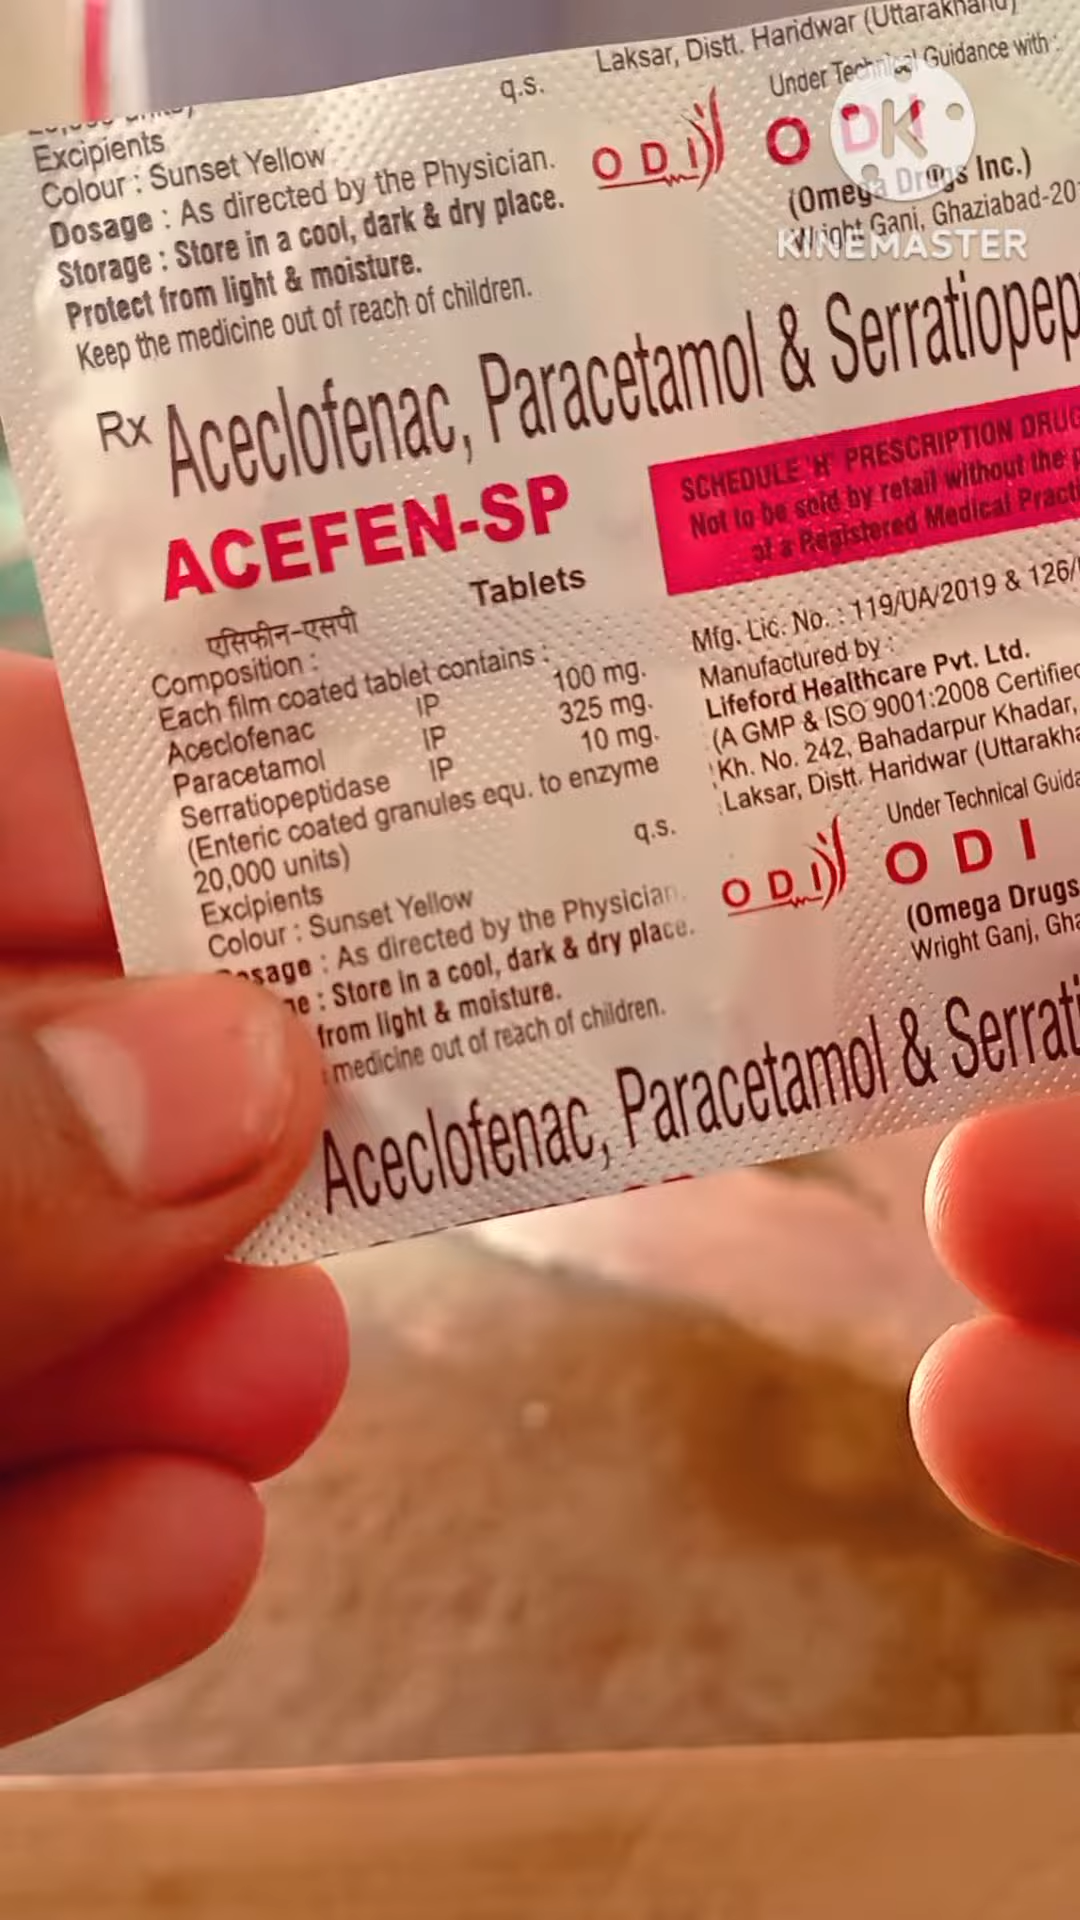 Laksar, Distt. Haridwar (Uttarakhand)
q.s.
Under Technical Guidance with :
Excipients
Colour : Sunset Yellow
Dosage : As directed by the Physician.
Storage : Store in a cool, dark & dry place.
Protect from light & moisture.
Keep the medicine out of reach of children.
O D I
O D I
(Omega Drugs Inc.)
Wright Ganj, Ghaziabad-20
K
KINEMASTER
Rx Aceclofenac, Paracetamol & Serratiopep
ACEFEN-SP
Tablets
एसिफीन-एसपी
SCHEDULE 'H' PRESCRIPTION DRUG
Not to be sold by retail without the p
of a Registered Medical Practi
Composition :
Each film coated tablet contains :
Aceclofenac IP 100 mg.
Paracetamol IP 325 mg.
Serratiopeptidase IP 10 mg.
(Enteric coated granules equ. to enzyme
20,000 units)
Excipients q.s.
Colour : Sunset Yellow
osage : As directed by the Physician.
ge : Store in a cool, dark & dry place.
from light & moisture.
medicine out of reach of children.
Mfg. Lic. No. : 119/UA/2019 & 126/
Manufactured by :
Lifeford Healthcare Pvt. Ltd.
(A GMP & ISO 9001:2008 Certified
Kh. No. 242, Bahadarpur Khadar,
Laksar, Distt. Haridwar (Uttarakha
Under Technical Guida
O D I
O D I
(Omega Drugs
Wright Ganj, Gha
Aceclofenac, Paracetamol & Serrati